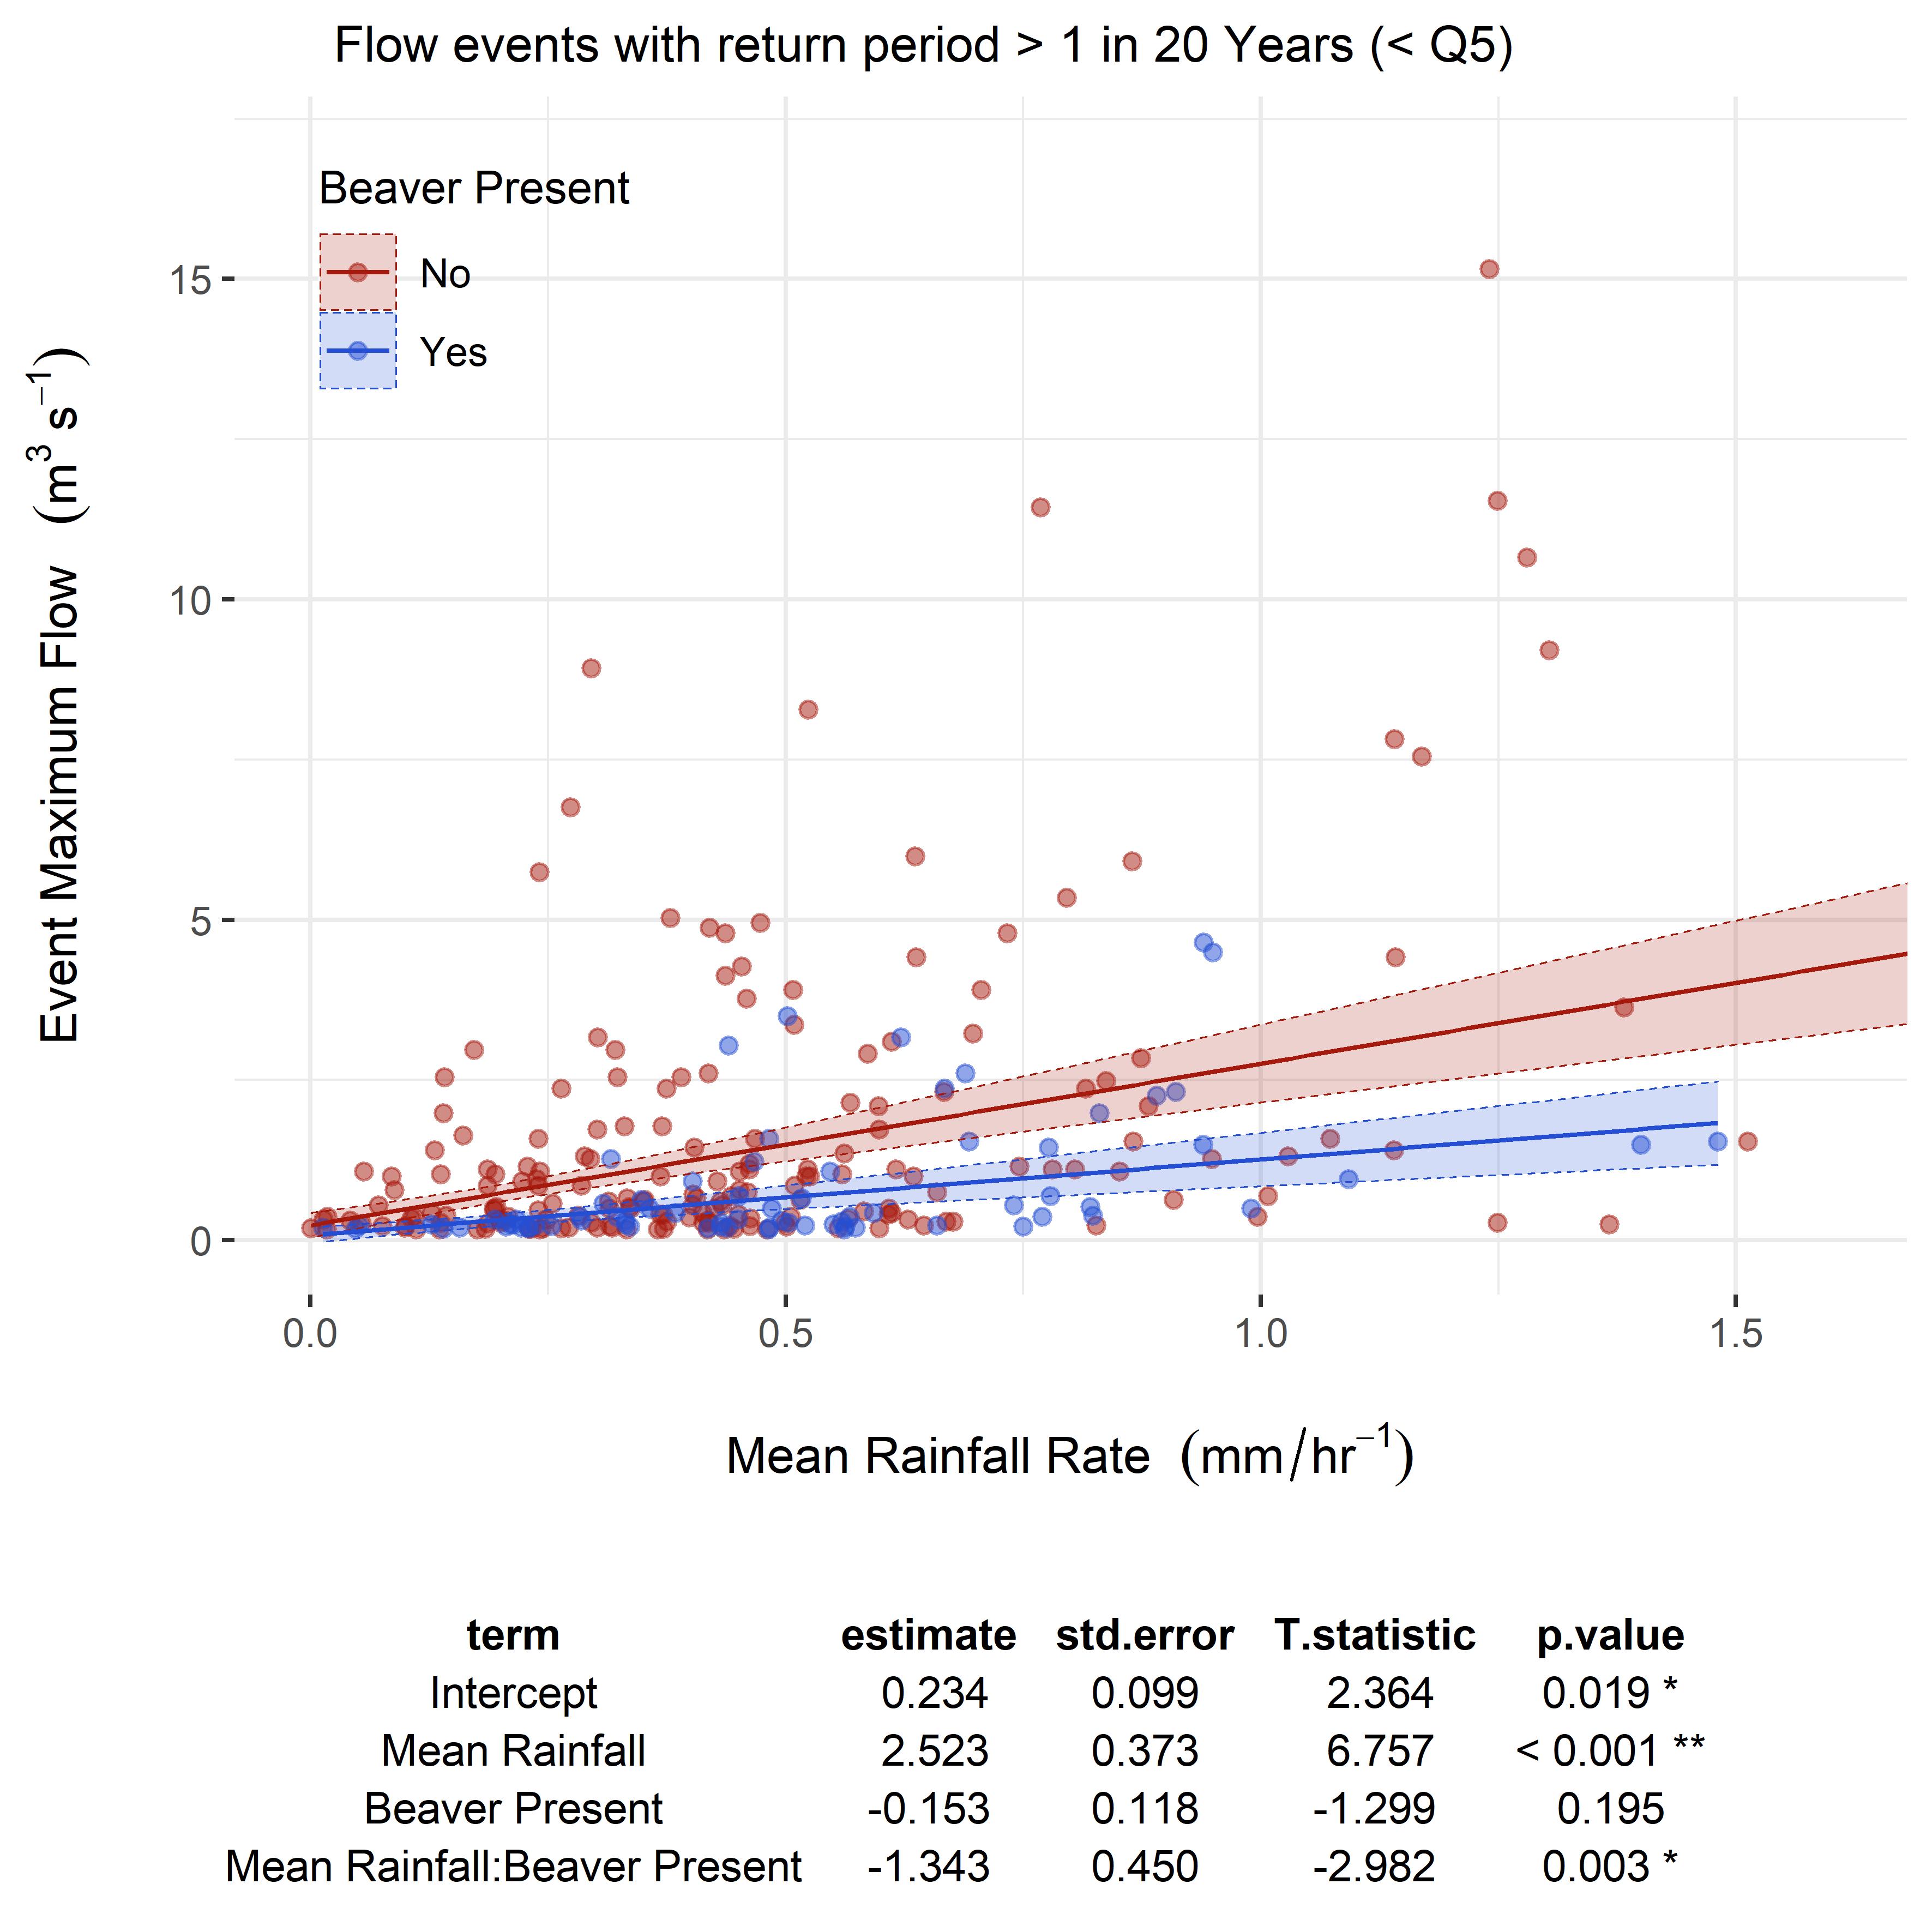 Flow events with return period > 1 in 20 Years (< Q5)
Beaver Present
No
Yes
15
10
5
0
Event Maximum Flow (m³ s⁻¹)
0.0 0.5 1.0 1.5
Mean Rainfall Rate (mm/hr⁻¹)
term estimate std.error T.statistic p.value
Intercept 0.234 0.099 2.364 0.019 *
Mean Rainfall 2.523 0.373 6.757 < 0.001 **
Beaver Present -0.153 0.118 -1.299 0.195
Mean Rainfall:Beaver Present -1.343 0.450 -2.982 0.003 *